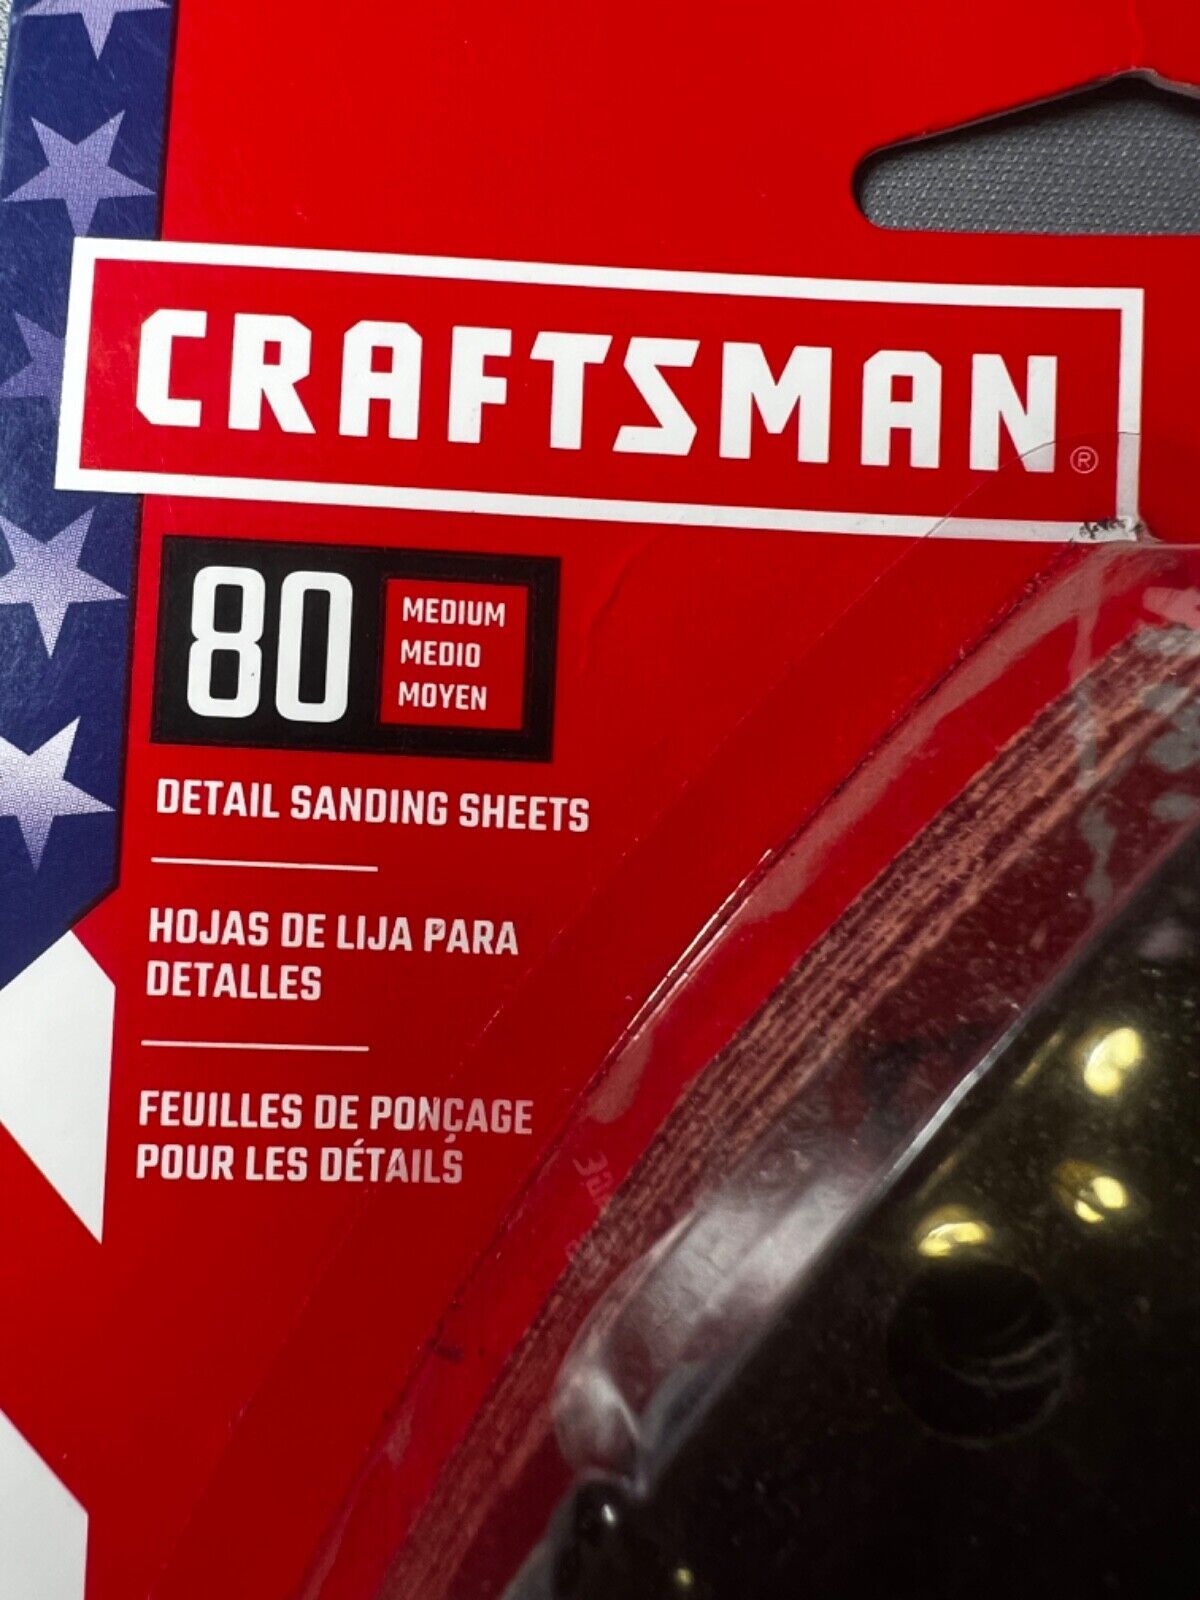 CRAFTSMAN®
80
MEDIUM
MEDIO
MOYEN
DETAIL SANDING SHEETS
HOJAS DE LIJA PARA
DETALLES
FEUILLES DE PONÇAGE
POUR LES DÉTAILS